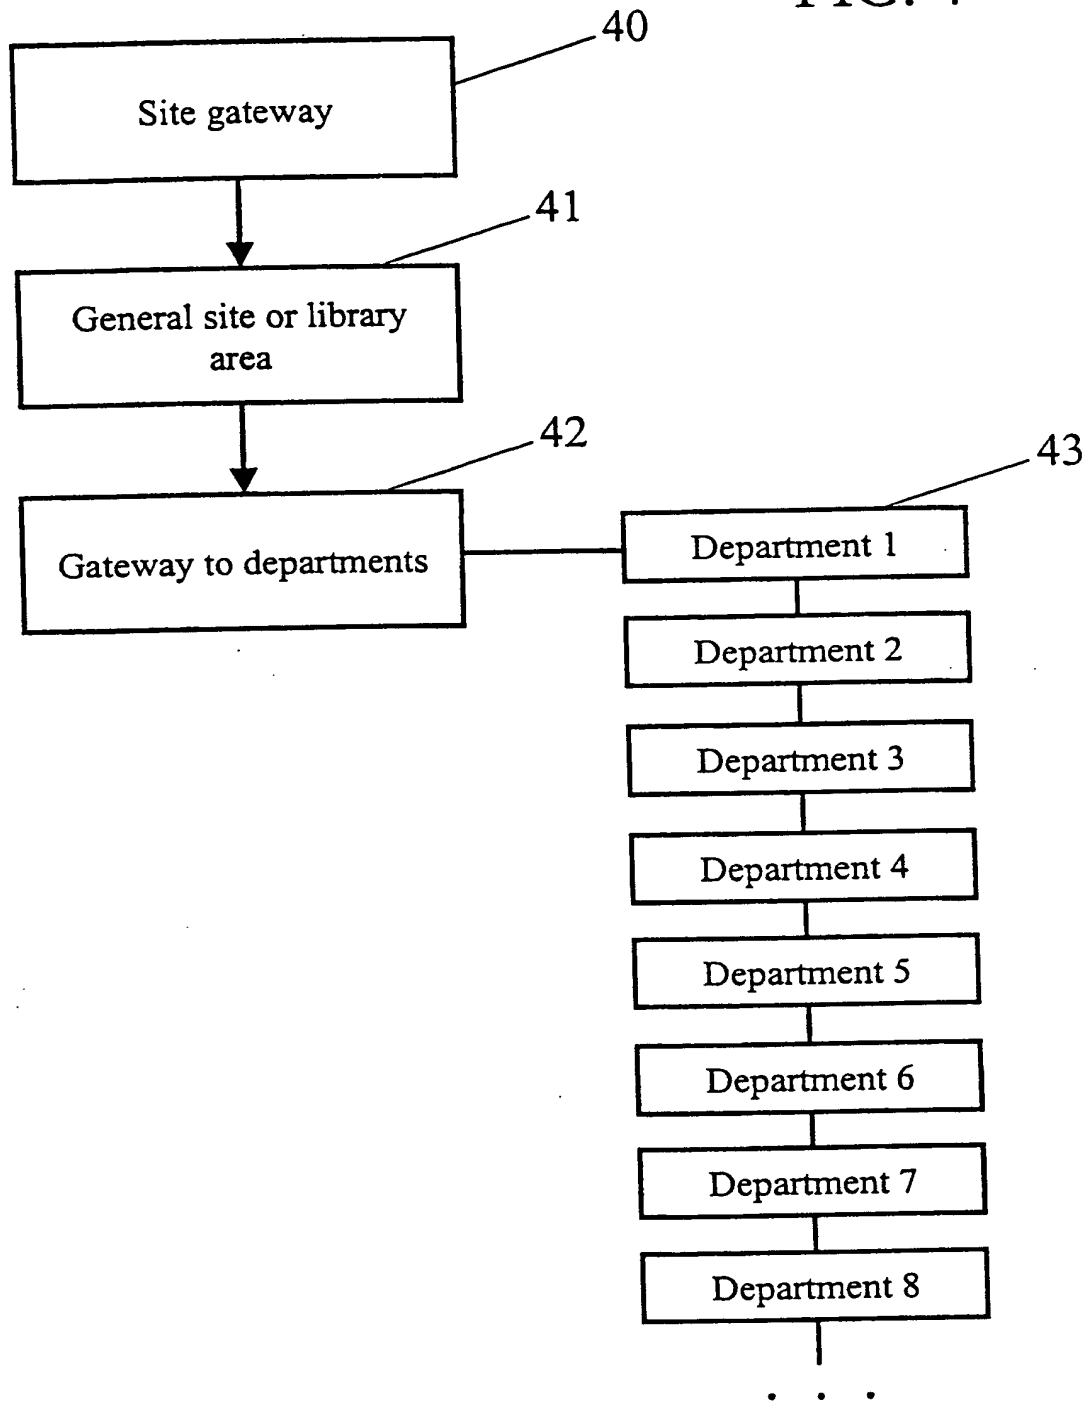 FIG.
40
Site gateway
41
General site or library
area
42
Gateway to departments
43
Department 1
Department 2
Department 3
Department 4
Department 5
Department 6
Department 7
Department 8
. . .